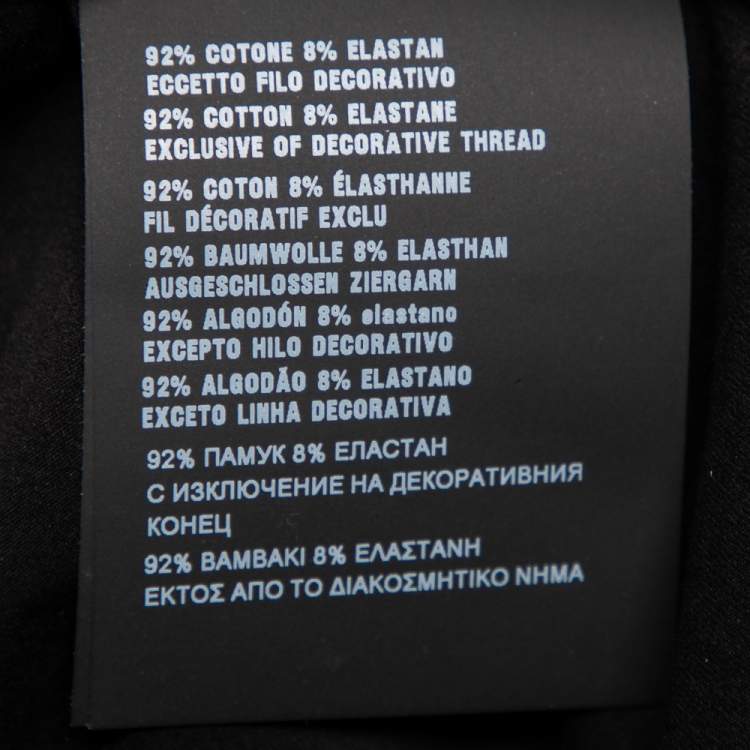 92% COTONE 8% ELASTAN
ECCETTO FILO DECORATIVO
92% COTTON 8% ELASTANE
EXCLUSIVE OF DECORATIVE THREAD
92% COTON 8% ÉLASTHANNE
FIL DÉCORATIF EXCLU
92% BAUMWOLLE 8% ELASTHAN
AUSGESCHLOSSEN ZIERGARN
92% ALGODÓN 8% elastano
EXCEPTO HILO DECORATIVO
92% ALGODÃO 8% ELASTANO
EXCETO LINHA DECORATIVA
92% ПАМУК 8% ЕЛАСТАН
С ИЗКЛЮЧЕНИЕ НА ДЕКОРАТИВНИЯ
КОНЕЦ
92% ΒΑΜΒΑΚΙ 8% ΕΛΑΣΤΑΝΗ
ΕΚΤΟΣ ΑΠΟ ΤΟ ΔΙΑΚΟΣΜΗΤΙΚΟ ΝΗΜΑ